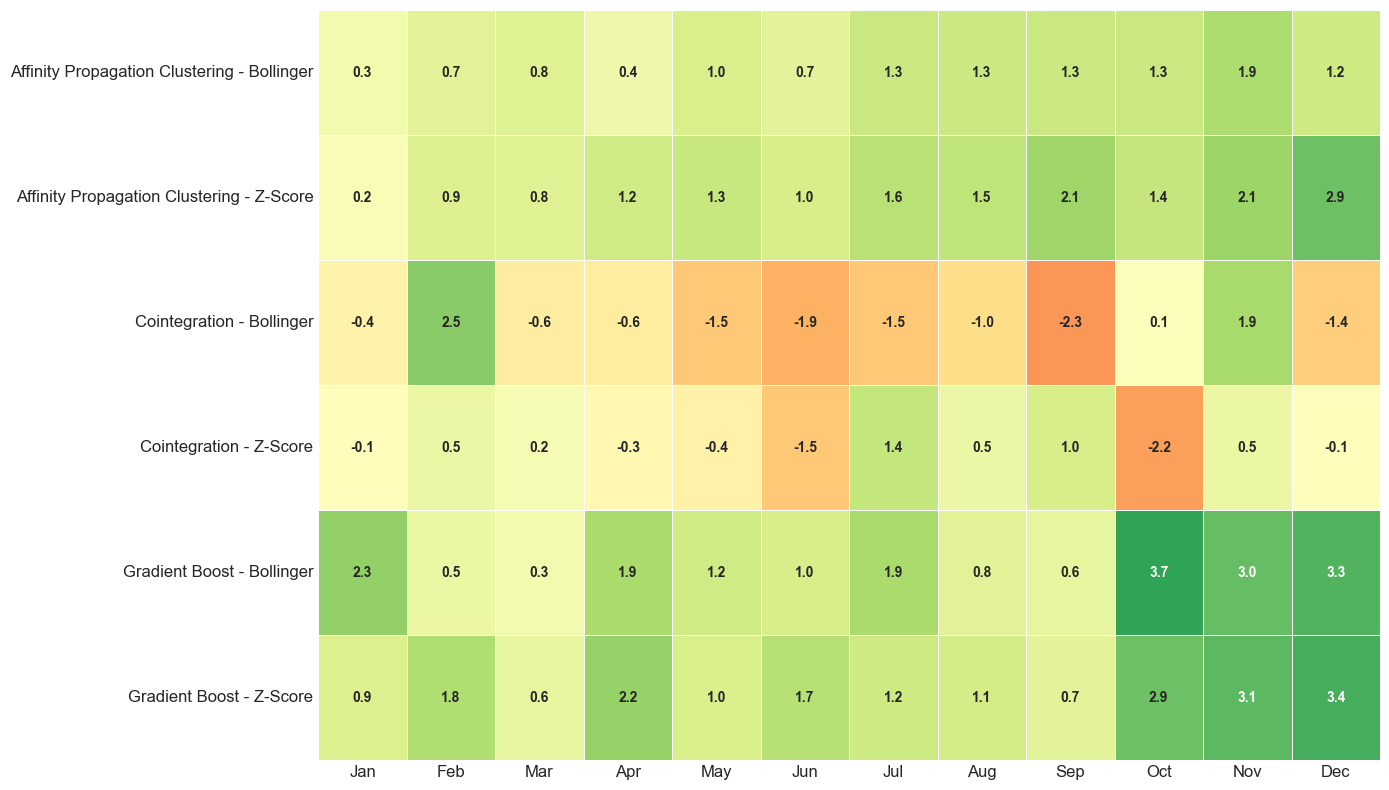 Affinity Propagation Clustering - Bollinger 0.3 0.7 0.8 0.4 1.0 0.7 1.3 1.3 1.3 1.3 1.9 1.2
Affinity Propagation Clustering - Z-Score 0.2 0.9 0.8 1.2 1.3 1.0 1.6 1.5 2.1 1.4 2.1 2.9
Cointegration - Bollinger -0.4 2.5 -0.6 -0.6 -1.5 -1.9 -1.5 -1.0 -2.3 0.1 1.9 -1.4
Cointegration - Z-Score -0.1 0.5 0.2 -0.3 -0.4 -1.5 1.4 0.5 1.0 -2.2 0.5 -0.1
Gradient Boost - Bollinger 2.3 0.5 0.3 1.9 1.2 1.0 1.9 0.8 0.6 3.7 3.0 3.3
Gradient Boost - Z-Score 0.9 1.8 0.6 2.2 1.0 1.7 1.2 1.1 0.7 2.9 3.1 3.4
Jan Feb Mar Apr May Jun Jul Aug Sep Oct Nov Dec